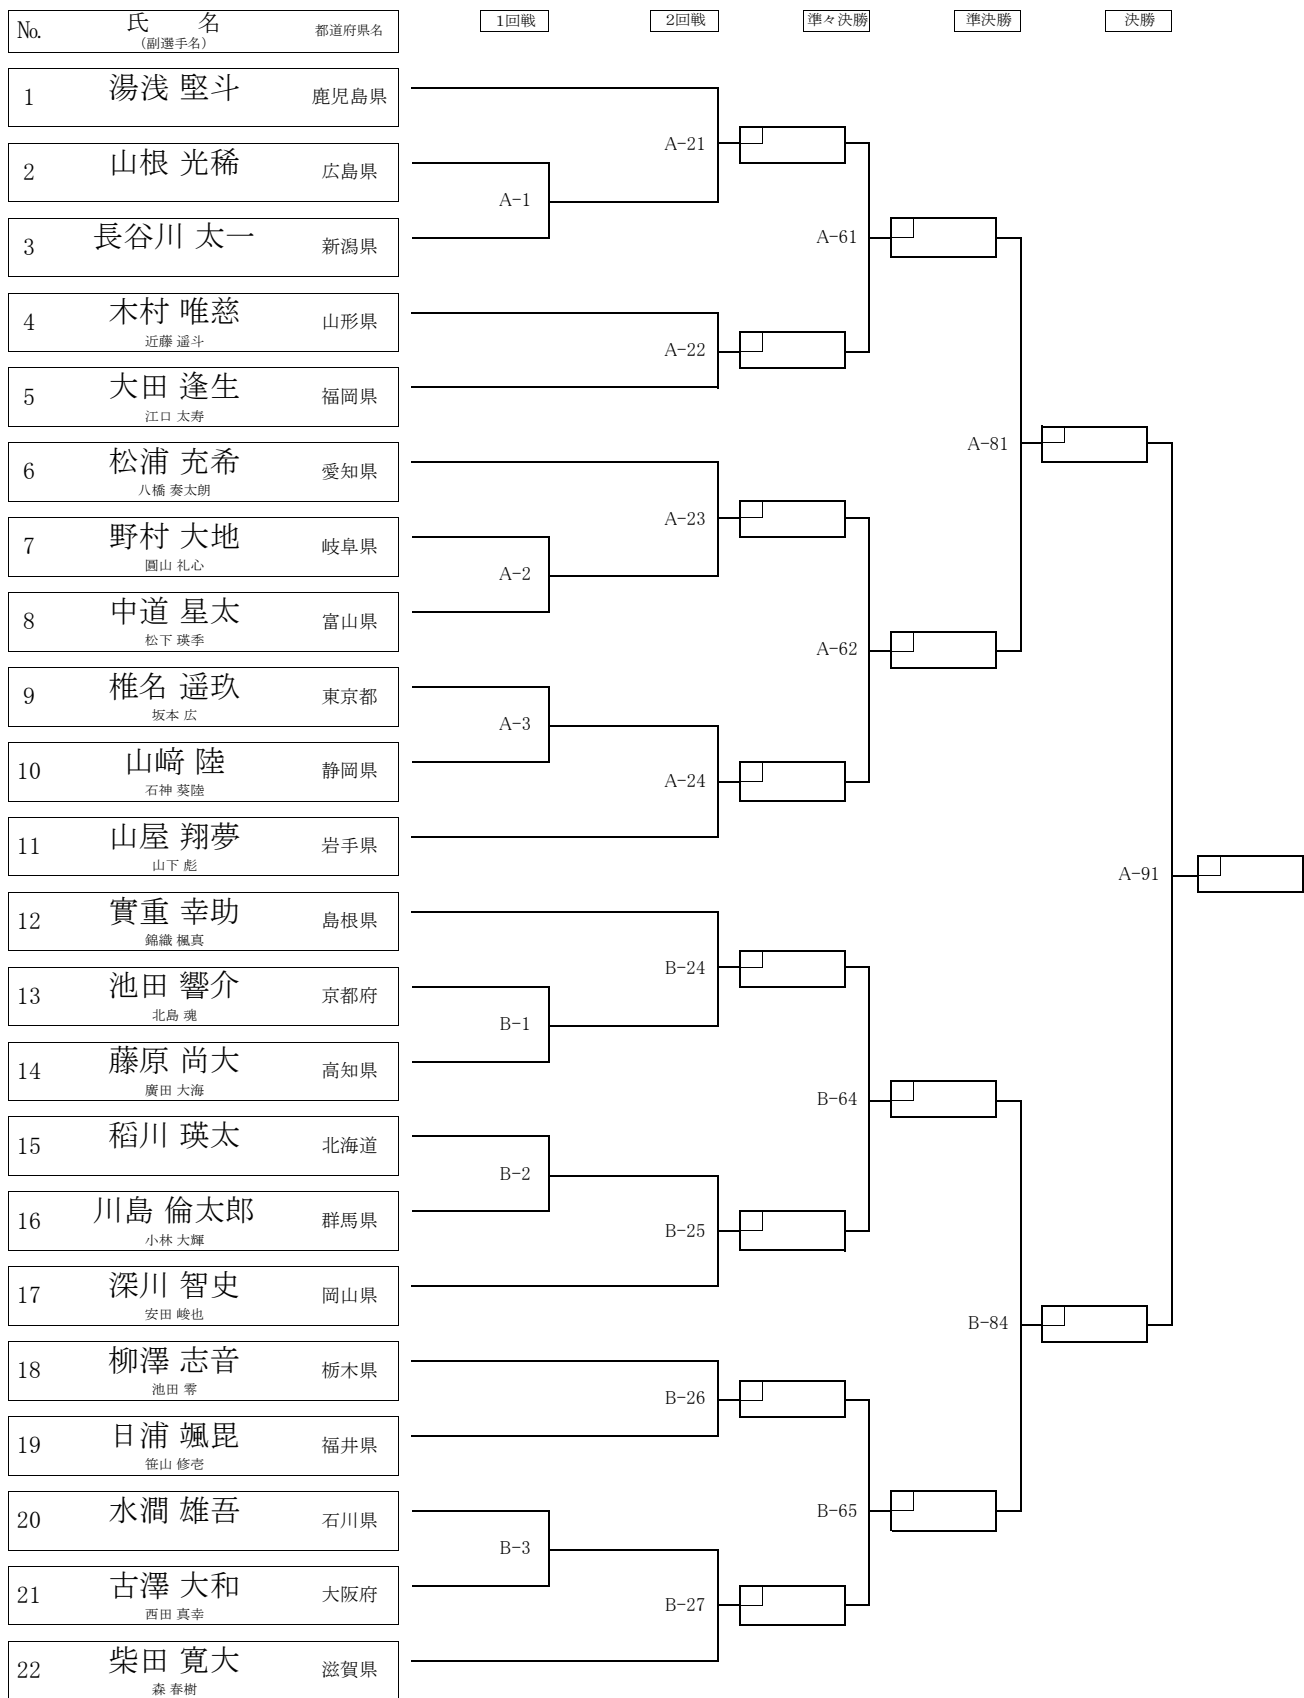 No. 氏 名 都道府県名 1回戦 2回戦 準々決勝 準決勝 決勝
(副選手名)
1 湯浅 堅斗 鹿児島県
2 山根 光稀 広島県
3 長谷川 太一 新潟県
4 木村 唯慈 山形県
近藤 遥斗
5 大田 逢生 福岡県
江口 太寿
6 松浦 充希 愛知県
八橋 奏太朗
7 野村 大地 岐阜県
圓山 礼心
8 中道 星太 富山県
松下 瑛季
9 椎名 遥玖 東京都
坂本 広
10 山﨑 陸 静岡県
石神 葵陸
11 山屋 翔夢 岩手県
山下 彪
12 實重 幸助 島根県
錦織 楓真
13 池田 響介 京都府
北島 魂
14 藤原 尚大 高知県
廣田 大海
15 稻川 瑛太 北海道
16 川島 倫太郎 群馬県
小林 大輝
17 深川 智史 岡山県
安田 峻也
18 柳澤 志音 栃木県
池田 零
19 日浦 颯毘 福井県
笹山 修壱
20 水澗 雄吾 石川県
21 古澤 大和 大阪府
西田 真幸
22 柴田 寛大 滋賀県
森 春樹
A-1
A-2
A-3
B-1
B-2
B-3
A-21
A-22
A-23
A-24
B-24
B-25
B-26
B-27
A-61
A-62
B-64
B-65
A-81
B-84
A-91